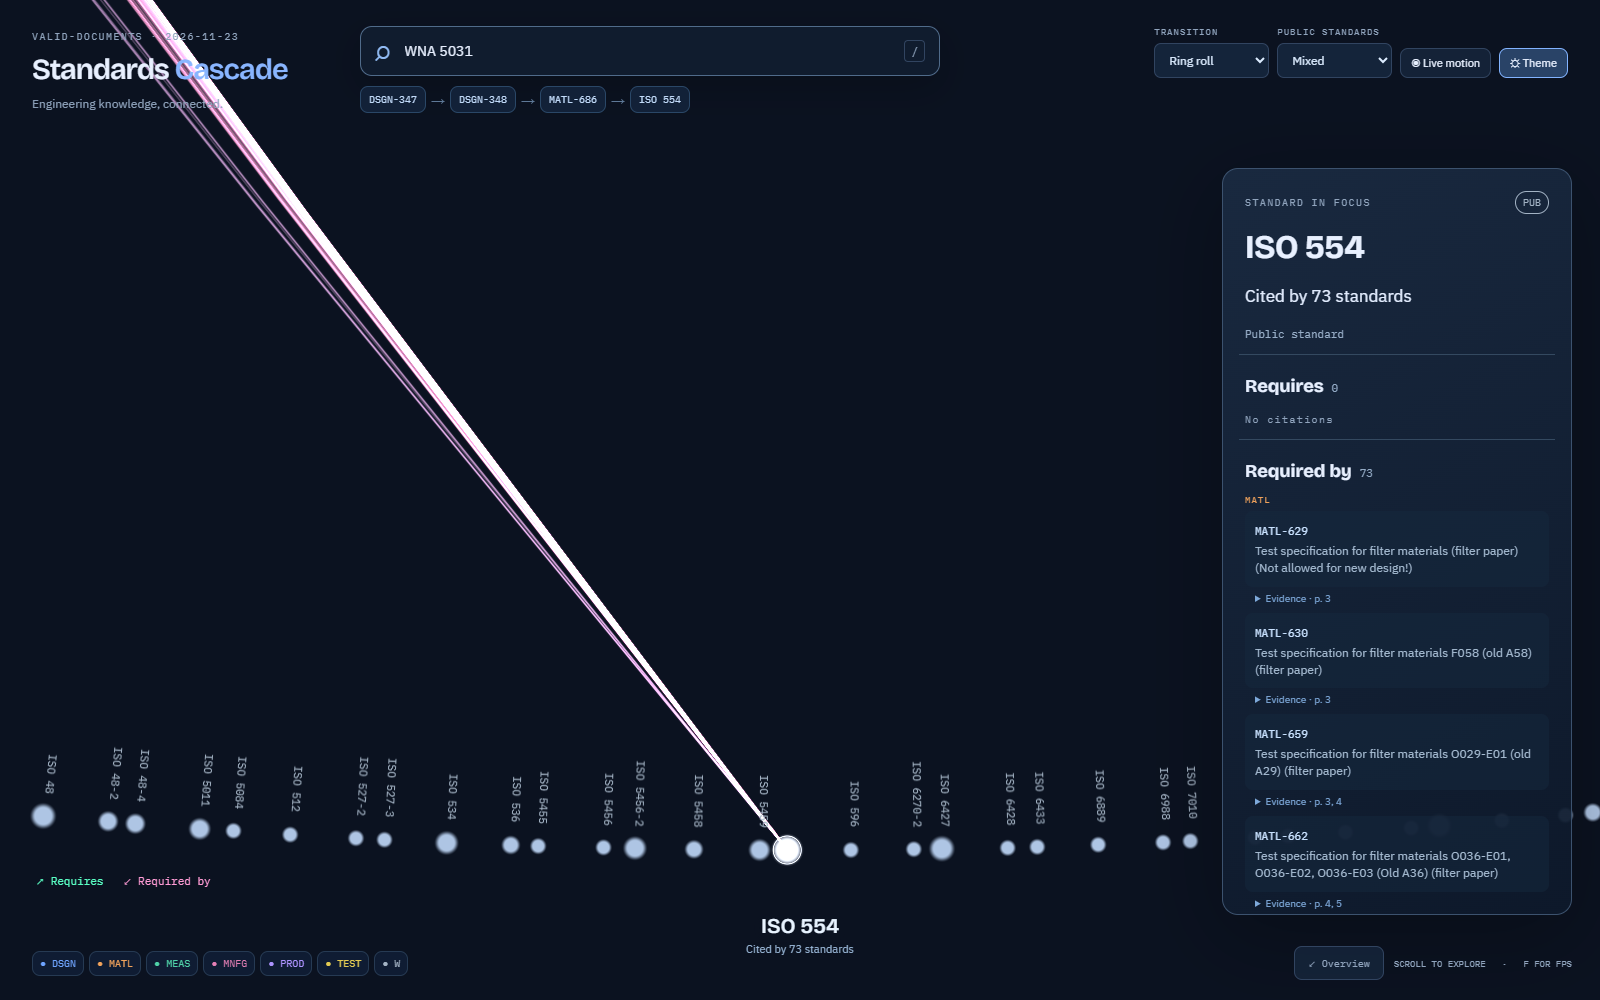 VALID-DOCUMENTS · 2026-11-23
Standards Cascade
Engineering knowledge, connected.
WNA 5031
/
DSGN-347 → DSGN-348 → MATL-686 → ISO 554
TRANSITION
Ring roll
PUBLIC STANDARDS
Mixed
Live motion
Theme
STANDARD IN FOCUS
PUB
ISO 554
Cited by 73 standards
Public standard
Requires 0
No citations
Required by 73
MATL
MATL-629
Test specification for filter materials (filter paper)
(Not allowed for new design!)
▸ Evidence · p. 3
MATL-630
Test specification for filter materials F058 (old A58)
(filter paper)
▸ Evidence · p. 3
MATL-659
Test specification for filter materials O029-E01 (old
A29) (filter paper)
▸ Evidence · p. 3, 4
MATL-662
Test specification for filter materials O036-E01,
O036-E02, O036-E03 (Old A36) (filter paper)
▸ Evidence · p. 4, 5
ISO 48
ISO 48-2
ISO 48-4
ISO 5011
ISO 5084
ISO 512
ISO 527-2
ISO 527-3
ISO 534
ISO 536
ISO 5455
ISO 5456
ISO 5456-2
ISO 5458
ISO 5459
ISO 596
ISO 6270-2
ISO 6427
ISO 6428
ISO 6433
ISO 6889
ISO 6988
ISO 7010
↗ Requires
↙ Required by
ISO 554
Cited by 73 standards
DSGN
MATL
MEAS
MNFG
PROD
TEST
W
↙ Overview
SCROLL TO EXPLORE · F FOR FPS